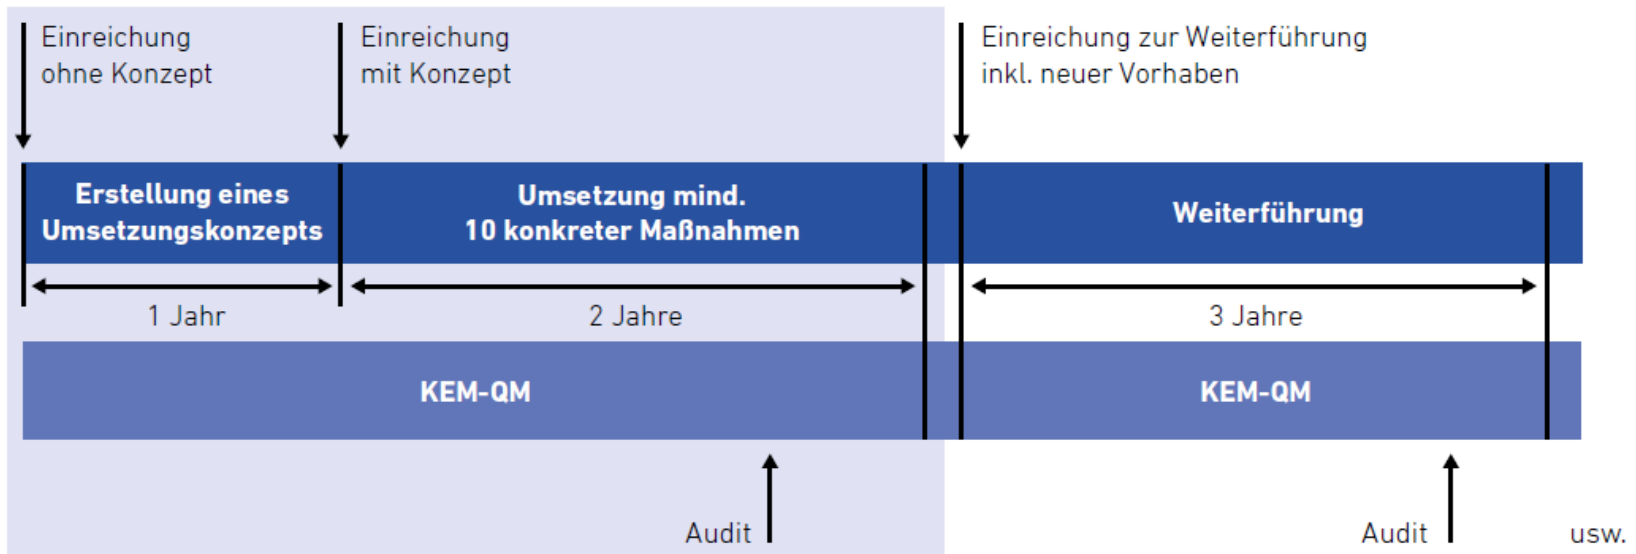 Einreichung
ohne Konzept
Einreichung
mit Konzept
Einreichung zur Weiterführung
inkl. neuer Vorhaben
Erstellung eines
Umsetzungskonzepts
Umsetzung mind.
10 konkreter Maßnahmen
Weiterführung
1 Jahr
2 Jahre
3 Jahre
KEM-QM
KEM-QM
Audit
Audit
usw.